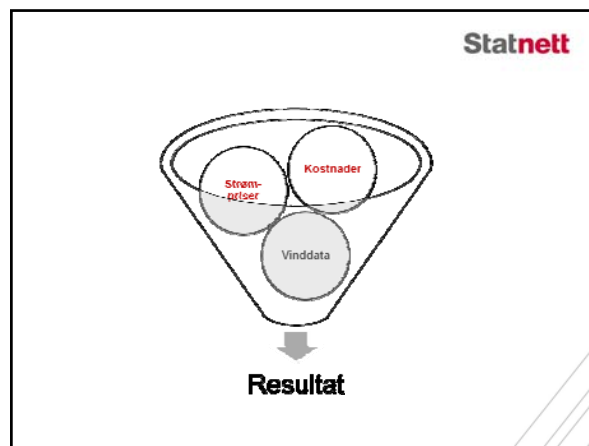 Statnett
Kostnader
Strøm-
priser
Vinddata
Resultat